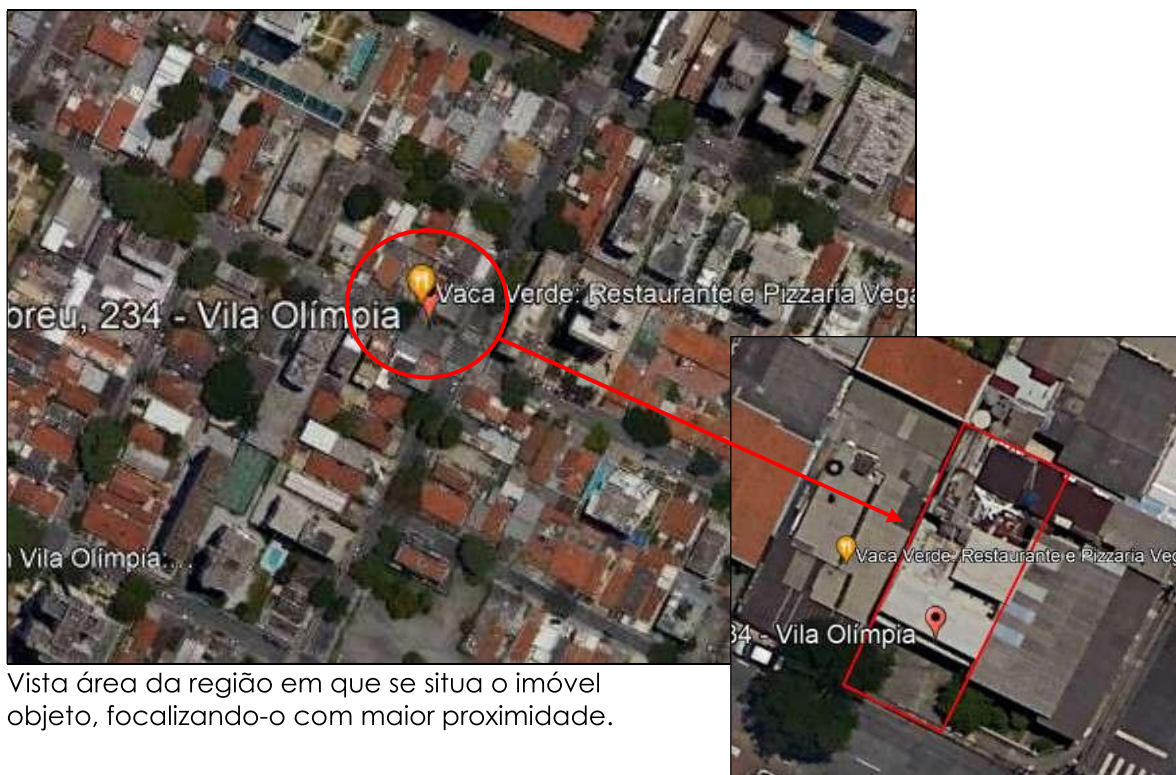 Vaca Verde: Restaurante e Pizzaria Vega
breu, 234 - Vila Olímpia
Vila Olímpia...
Vaca Verde: Restaurante e Pizzaria Veg
34 - Vila Olímpia
Vista área da região em que se situa o imóvel
objeto, focalizando-o com maior proximidade.